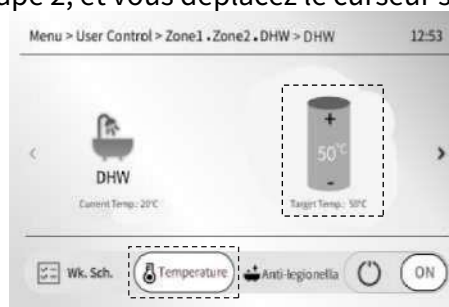 ape 2, et vous déplacez le curseur s
Menu > User Control > Zone1 • Zone2 • DHW > DHW 12:53
+
50°C
-
DHW
Current Temp.: 20°C Target Temp.: 50°C
Wk. Sch. Temperature Anti-legionella ON